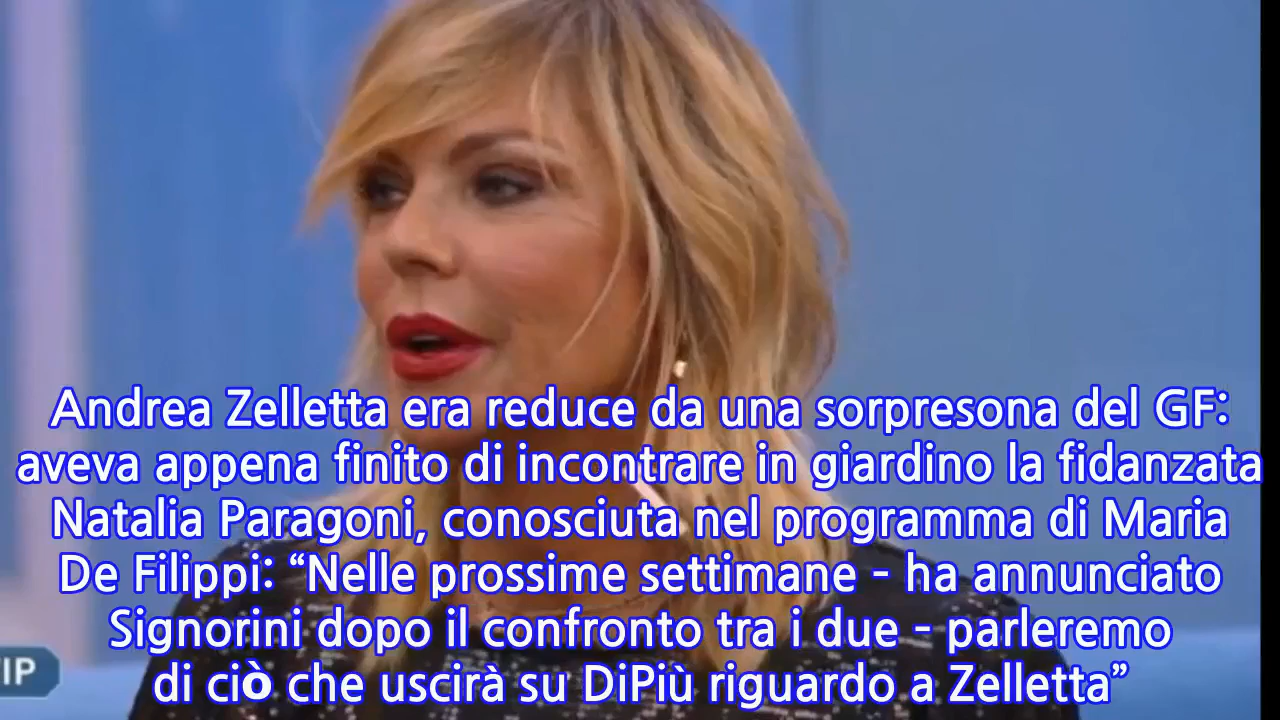 Andrea Zelletta era reduce da una sorpresona del GF:
aveva appena finito di incontrare in giardino la fidanzata
Natalia Paragoni, conosciuta nel programma di Maria
De Filippi: “Nelle prossime settimane - ha annunciato
Signorini dopo il confronto tra i due - parleremo
IP
di ciò che uscirà su DiPiù riguardo a Zelletta”